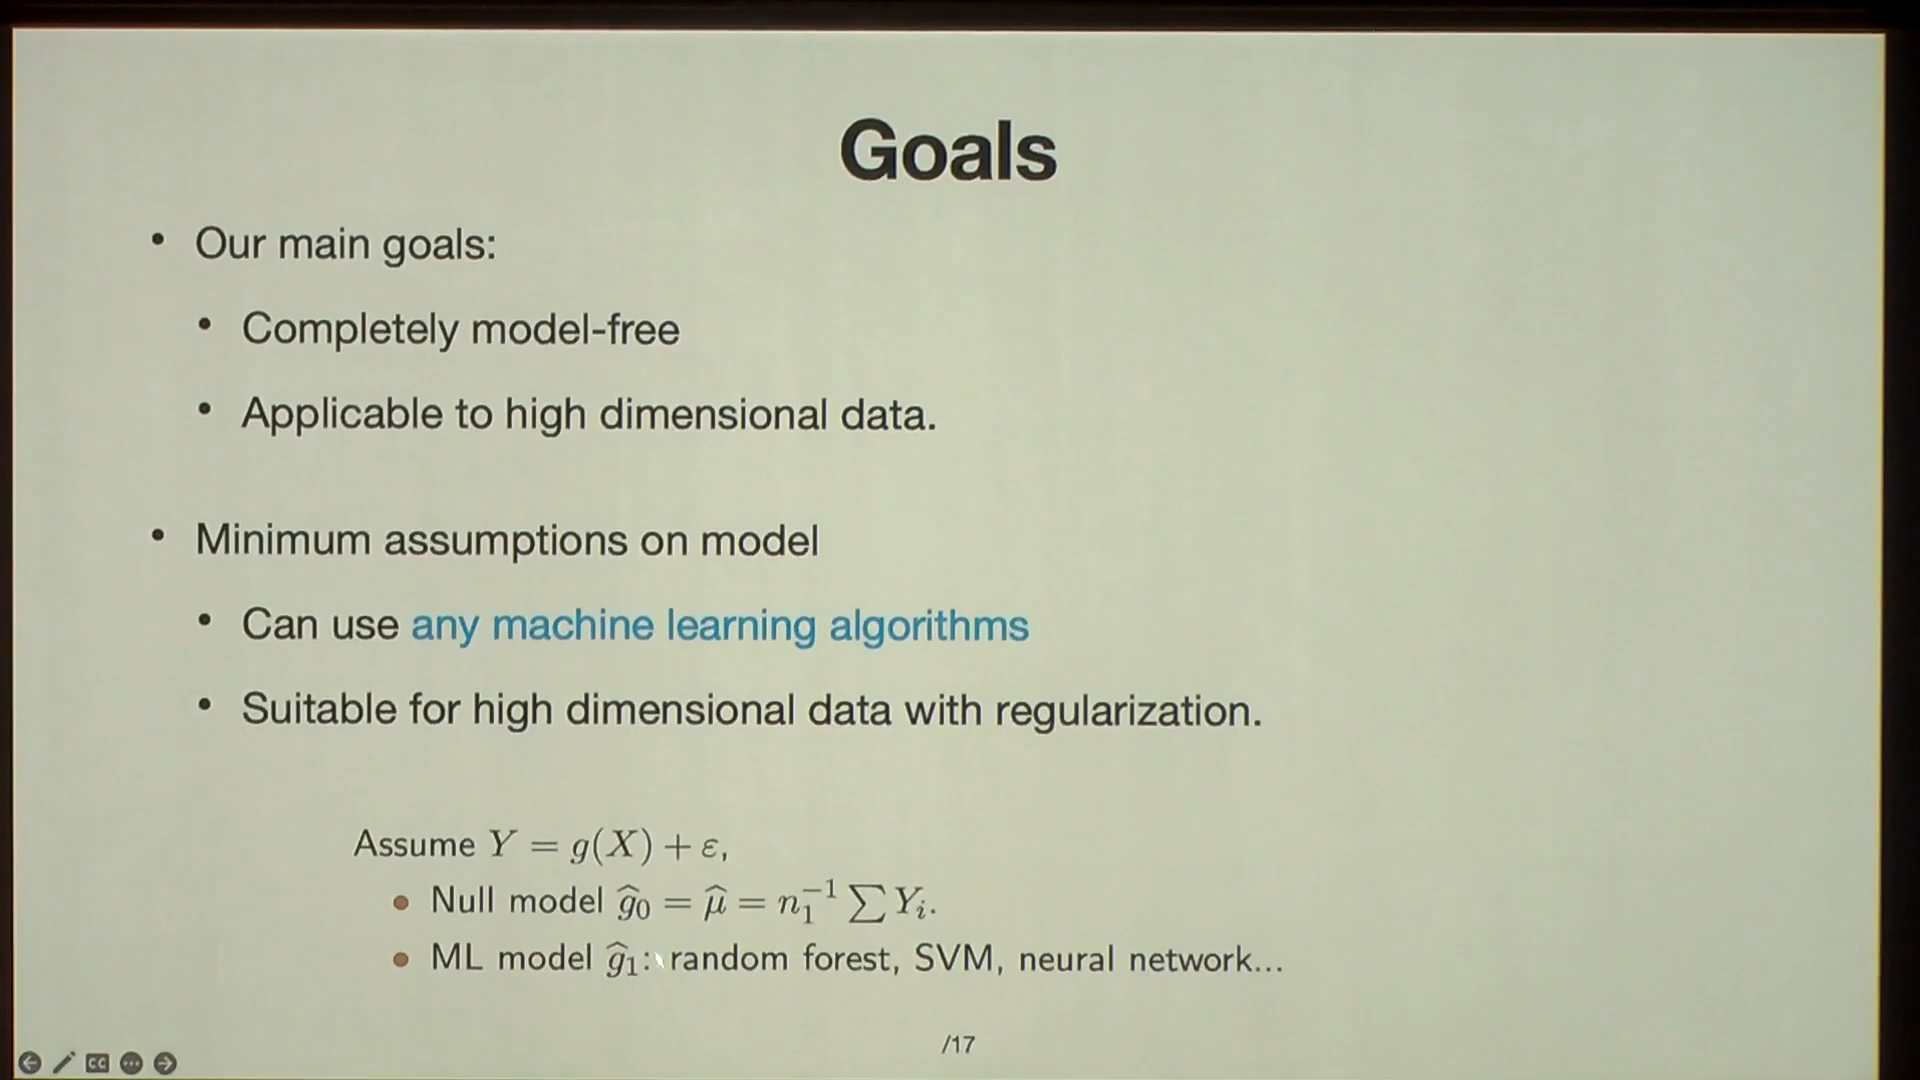 Goals
• Our main goals:
• Completely model-free
• Applicable to high dimensional data.
• Minimum assumptions on model
• Can use any machine learning algorithms
• Suitable for high dimensional data with regularization.
Assume Y = g(X) + ε,
• Null model ĝ₀ = μ̂ = n₁⁻¹ ∑ Yᵢ.
• ML model ĝ₁: random forest, SVM, neural network...
/17
CC